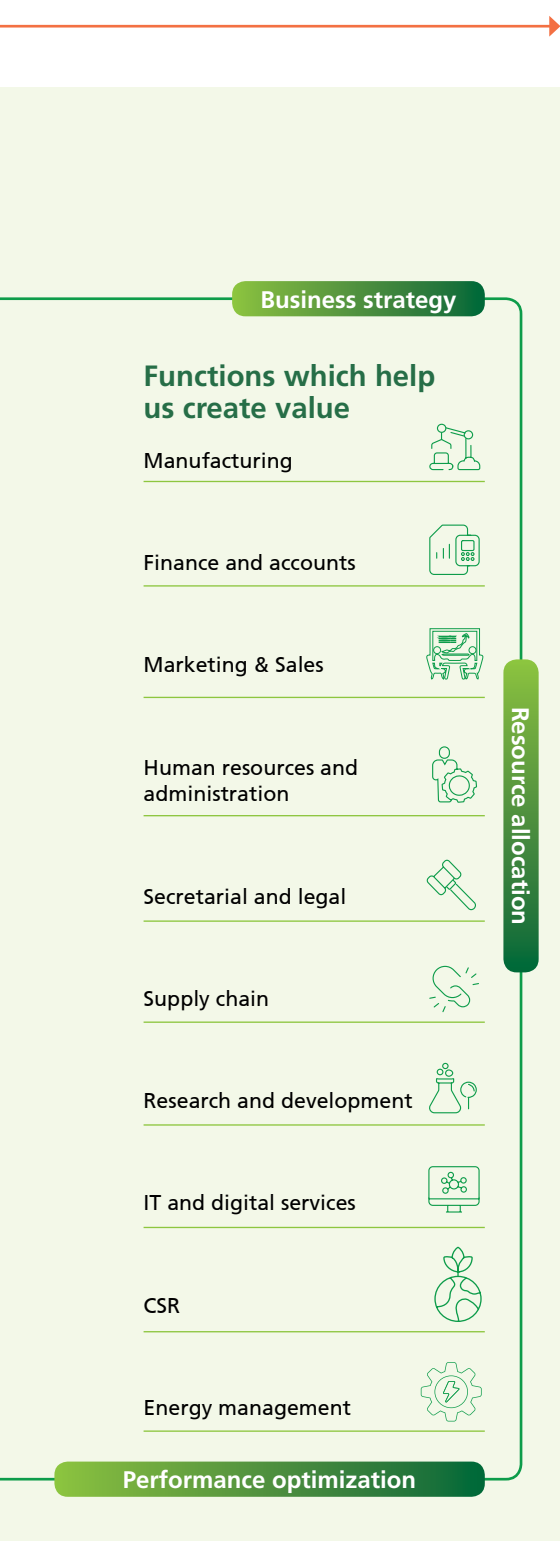 Business strategy
Functions which help
us create value
Manufacturing
Finance and accounts
Marketing & Sales
Human resources and
administration
Secretarial and legal
Supply chain
Research and development
IT and digital services
CSR
Energy management
Resource allocation
Performance optimization